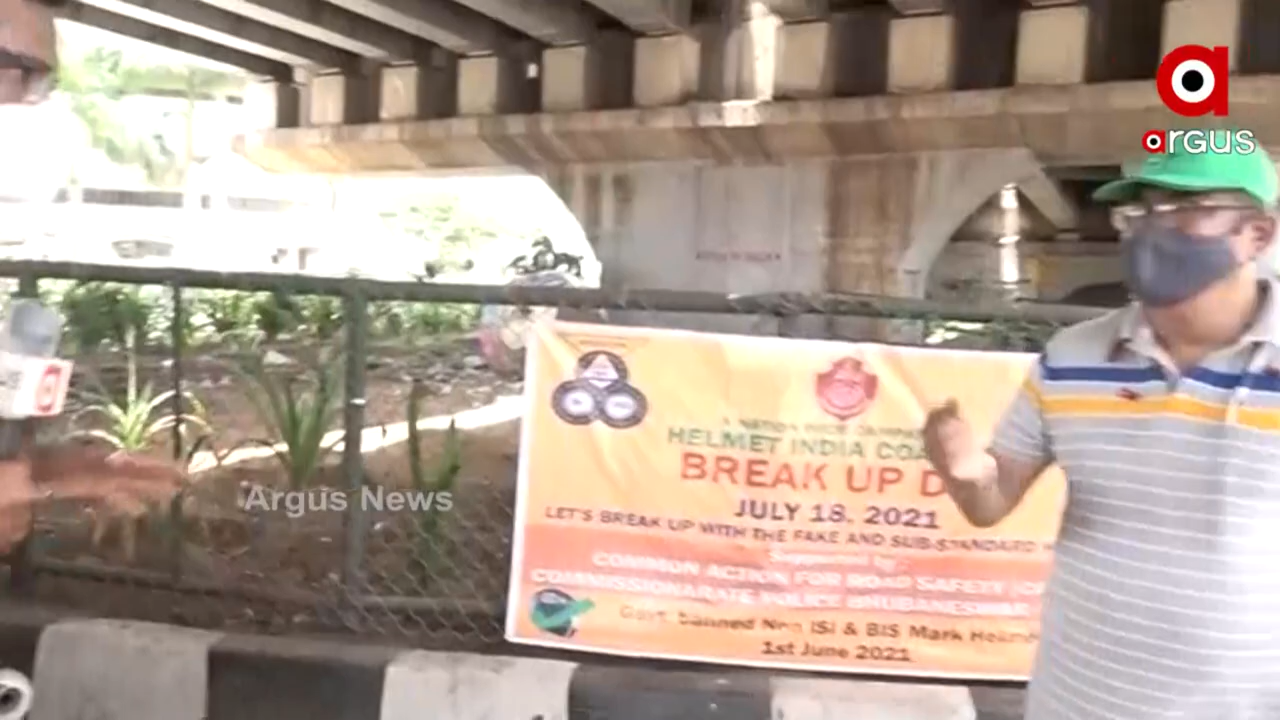 argus
HELMET INDIA
BREAK UP
JULY 18, 2021
LET'S BREAK UP WITH THE FAKE AND SUB-STANDARD
Supported by:
COMMON ACTION FOR ROAD SAFETY
COMMISSIONARATE POLICE BHUBANESWAR
Govt. banned Non ISI & BIS Mark
1st June 2021
Argus News